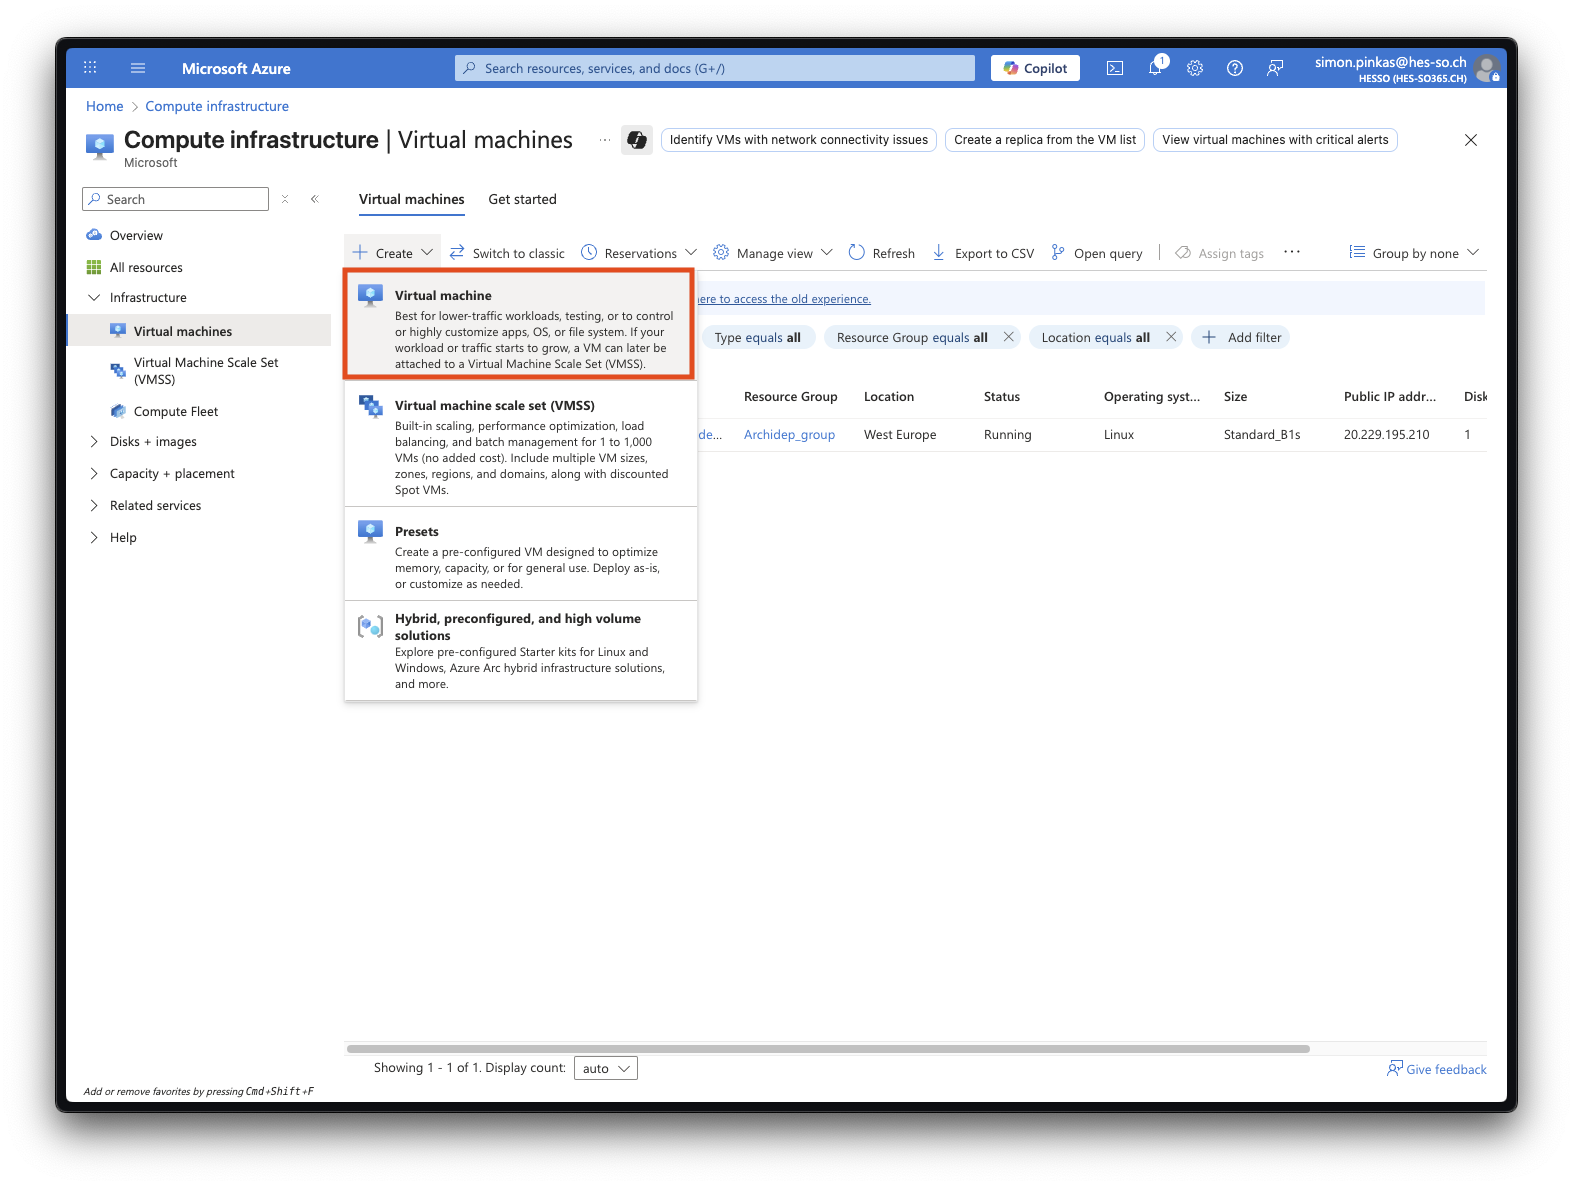 Microsoft Azure
Search resources, services, and docs (G+/)
Copilot
1
simon.pinkas@hes-so.ch
HESSO (HES-SO365.CH)
Home > Compute infrastructure
Compute infrastructure | Virtual machines
...
Identify VMs with network connectivity issues
Create a replica from the VM list
View virtual machines with critical alerts
Microsoft
Search
Virtual machines
Get started
Overview
All resources
Infrastructure
Virtual machines
Virtual Machine Scale Set
(VMSS)
Compute Fleet
Disks + images
Capacity + placement
Related services
Help
Create
Switch to classic
Reservations
Manage view
Refresh
Export to CSV
Open query
Assign tags
...
Group by none
here to access the old experience.
Type equals all
Resource Group equals all
Location equals all
Add filter
Virtual machine
Best for lower-traffic workloads, testing, or to control
or highly customize apps, OS, or file system. If your
workload or traffic starts to grow, a VM can later be
attached to a Virtual Machine Scale Set (VMSS).
Virtual machine scale set (VMSS)
Built-in scaling, performance optimization, load
balancing, and batch management for 1 to 1,000
VMs (no added cost). Include multiple VM sizes,
zones, regions, and domains, along with discounted
Spot VMs.
Presets
Create a pre-configured VM designed to optimize
memory, capacity, or for general use. Deploy as-is,
or customize as needed.
Hybrid, preconfigured, and high volume
solutions
Explore pre-configured Starter kits for Linux and
Windows, Azure Arc hybrid infrastructure solutions,
and more.
Resource Group Location Status Operating syst... Size Public IP addr... Disk
de... Archidep_group West Europe Running Linux Standard_B1s 20.229.195.210 1
Showing 1 - 1 of 1. Display count: auto
Give feedback
Add or remove favorites by pressing Cmd+Shift+F